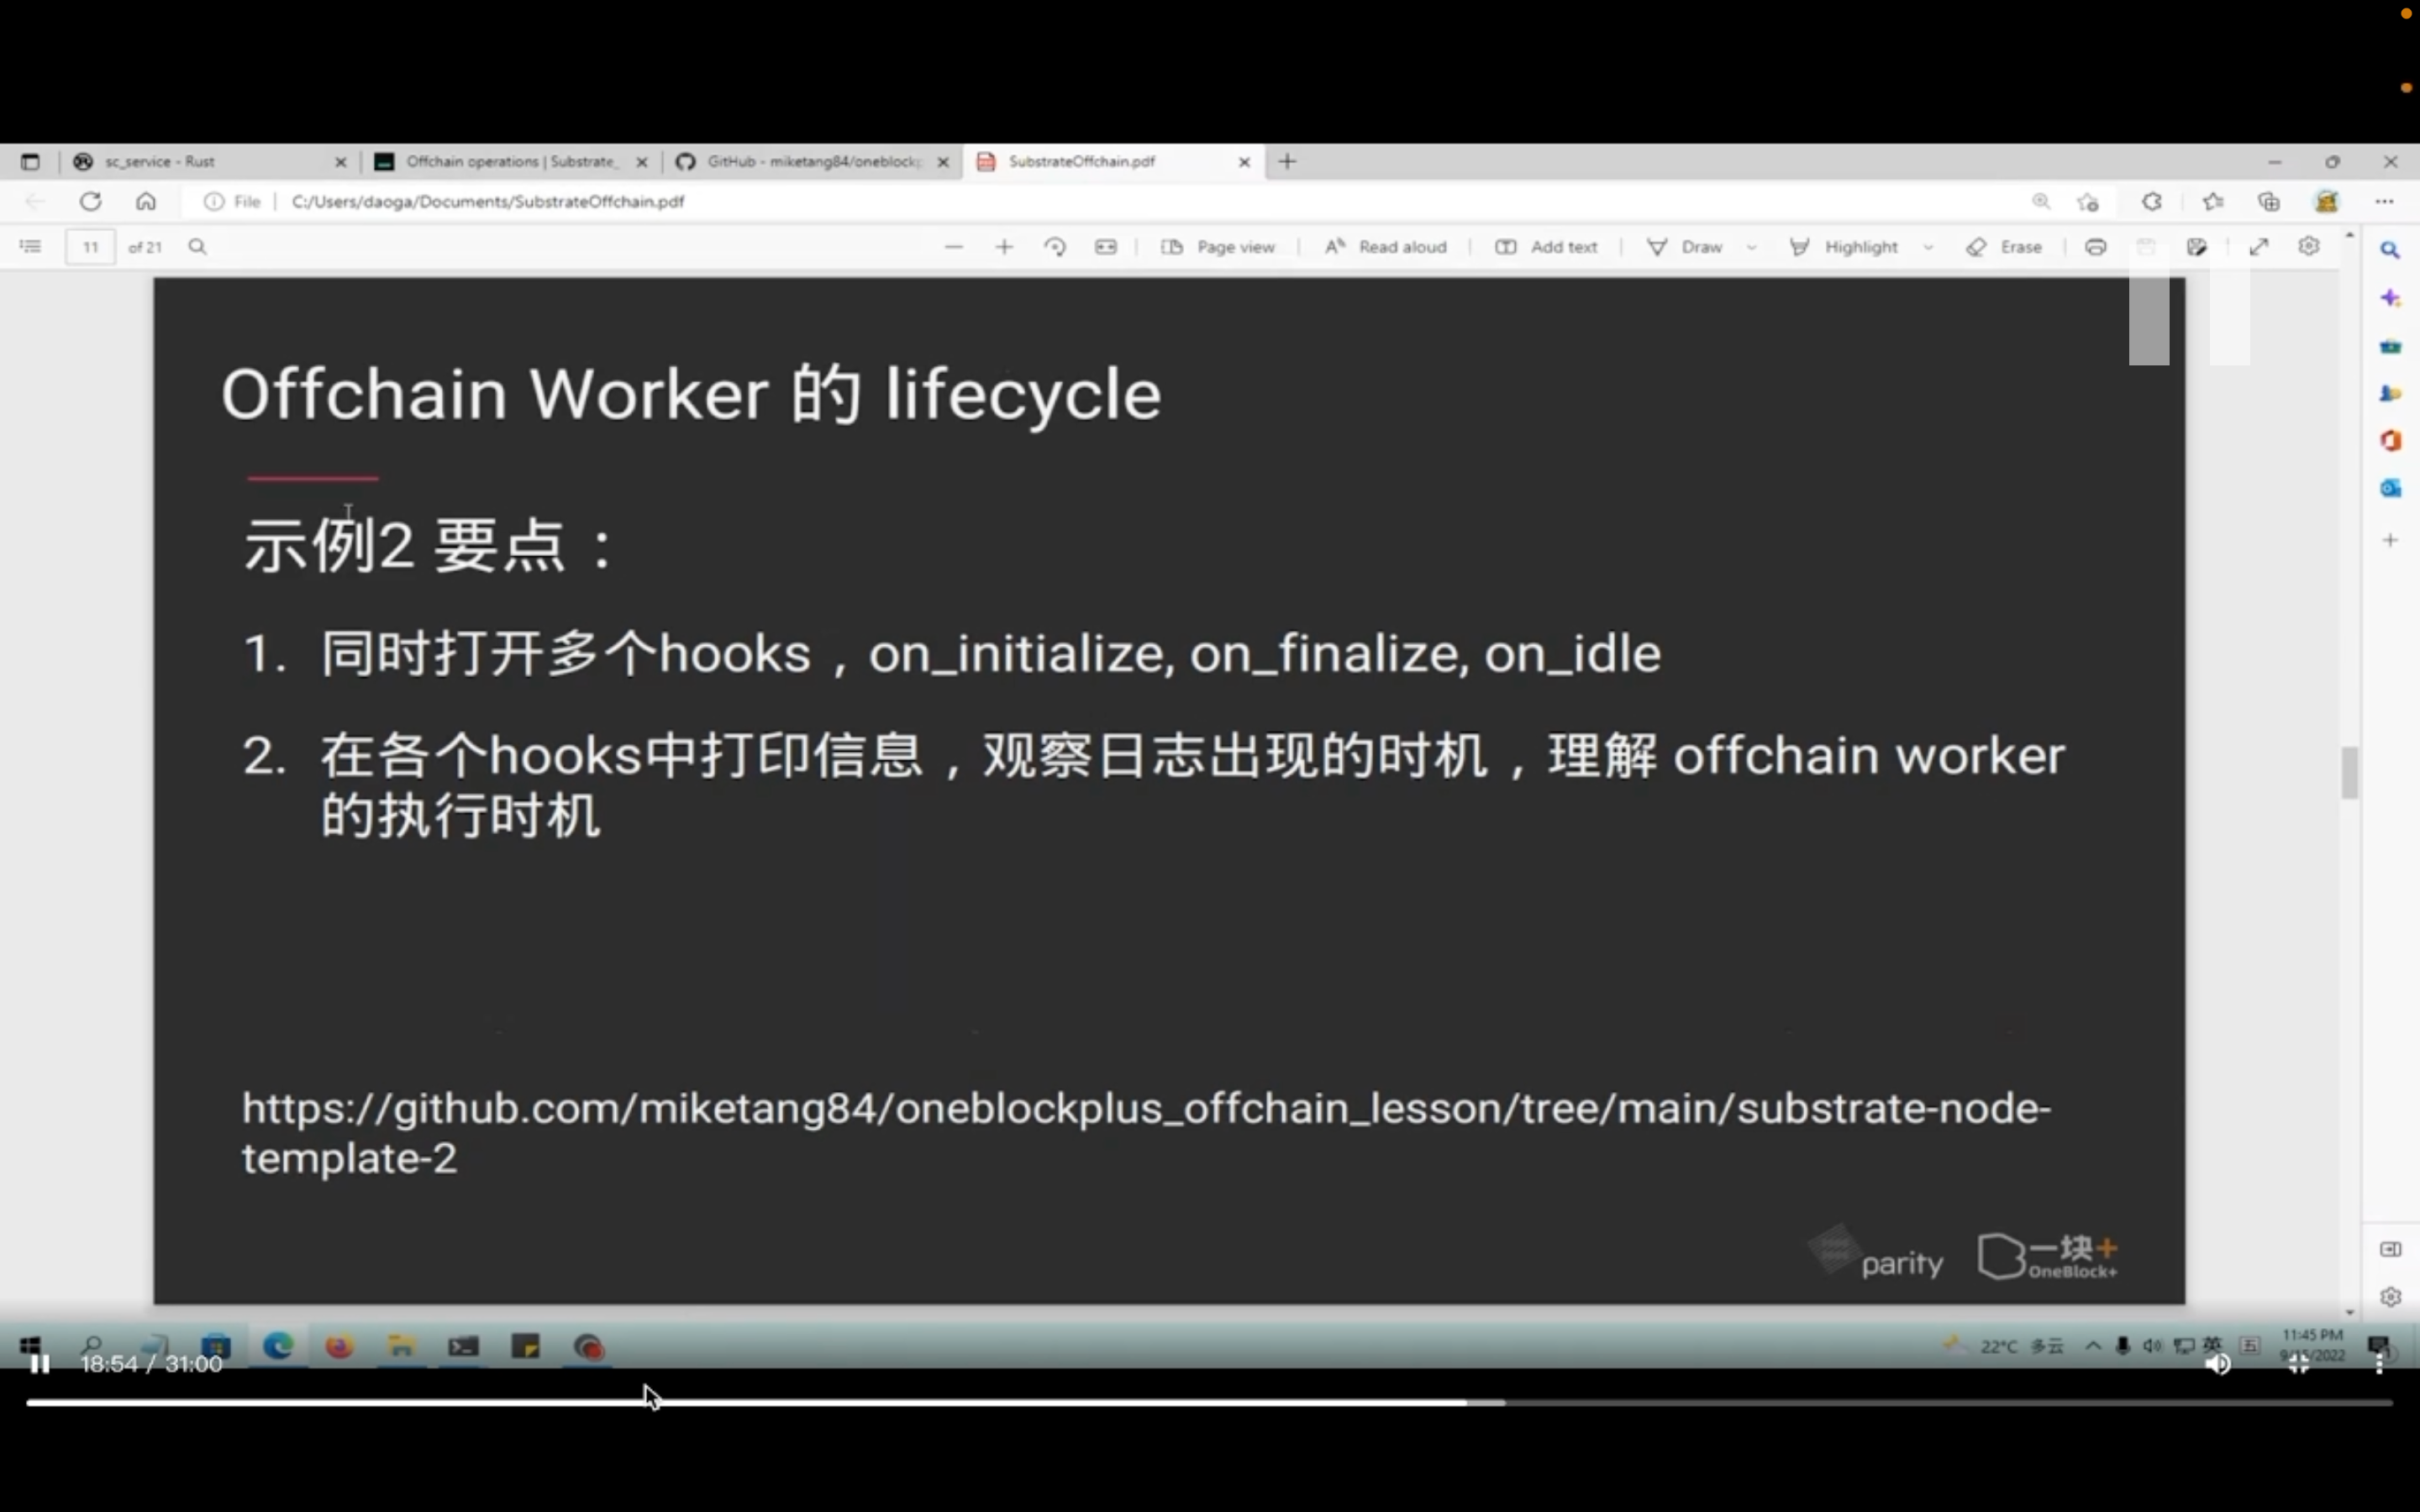 sc_service - Rust
Offchain operations | Substrate_
GitHub - miketang84/oneblockp
SubstrateOffchain.pdf
File
C:/Users/daoga/Documents/SubstrateOffchain.pdf
11 of 21
Page view
Read aloud
Add text
Draw
Highlight
Erase
Offchain Worker 的 lifecycle
示例2 要点：
1. 同时打开多个hooks，on_initialize, on_finalize, on_idle
2. 在各个hooks中打印信息，观察日志出现的时机，理解 offchain worker
的执行时机
https://github.com/miketang84/oneblockplus_offchain_lesson/tree/main/substrate-node-
template-2
parity
一块+
OneBlock+
22°C 多云
英
五
11:45 PM
9/15/2022
18:54 / 31:00